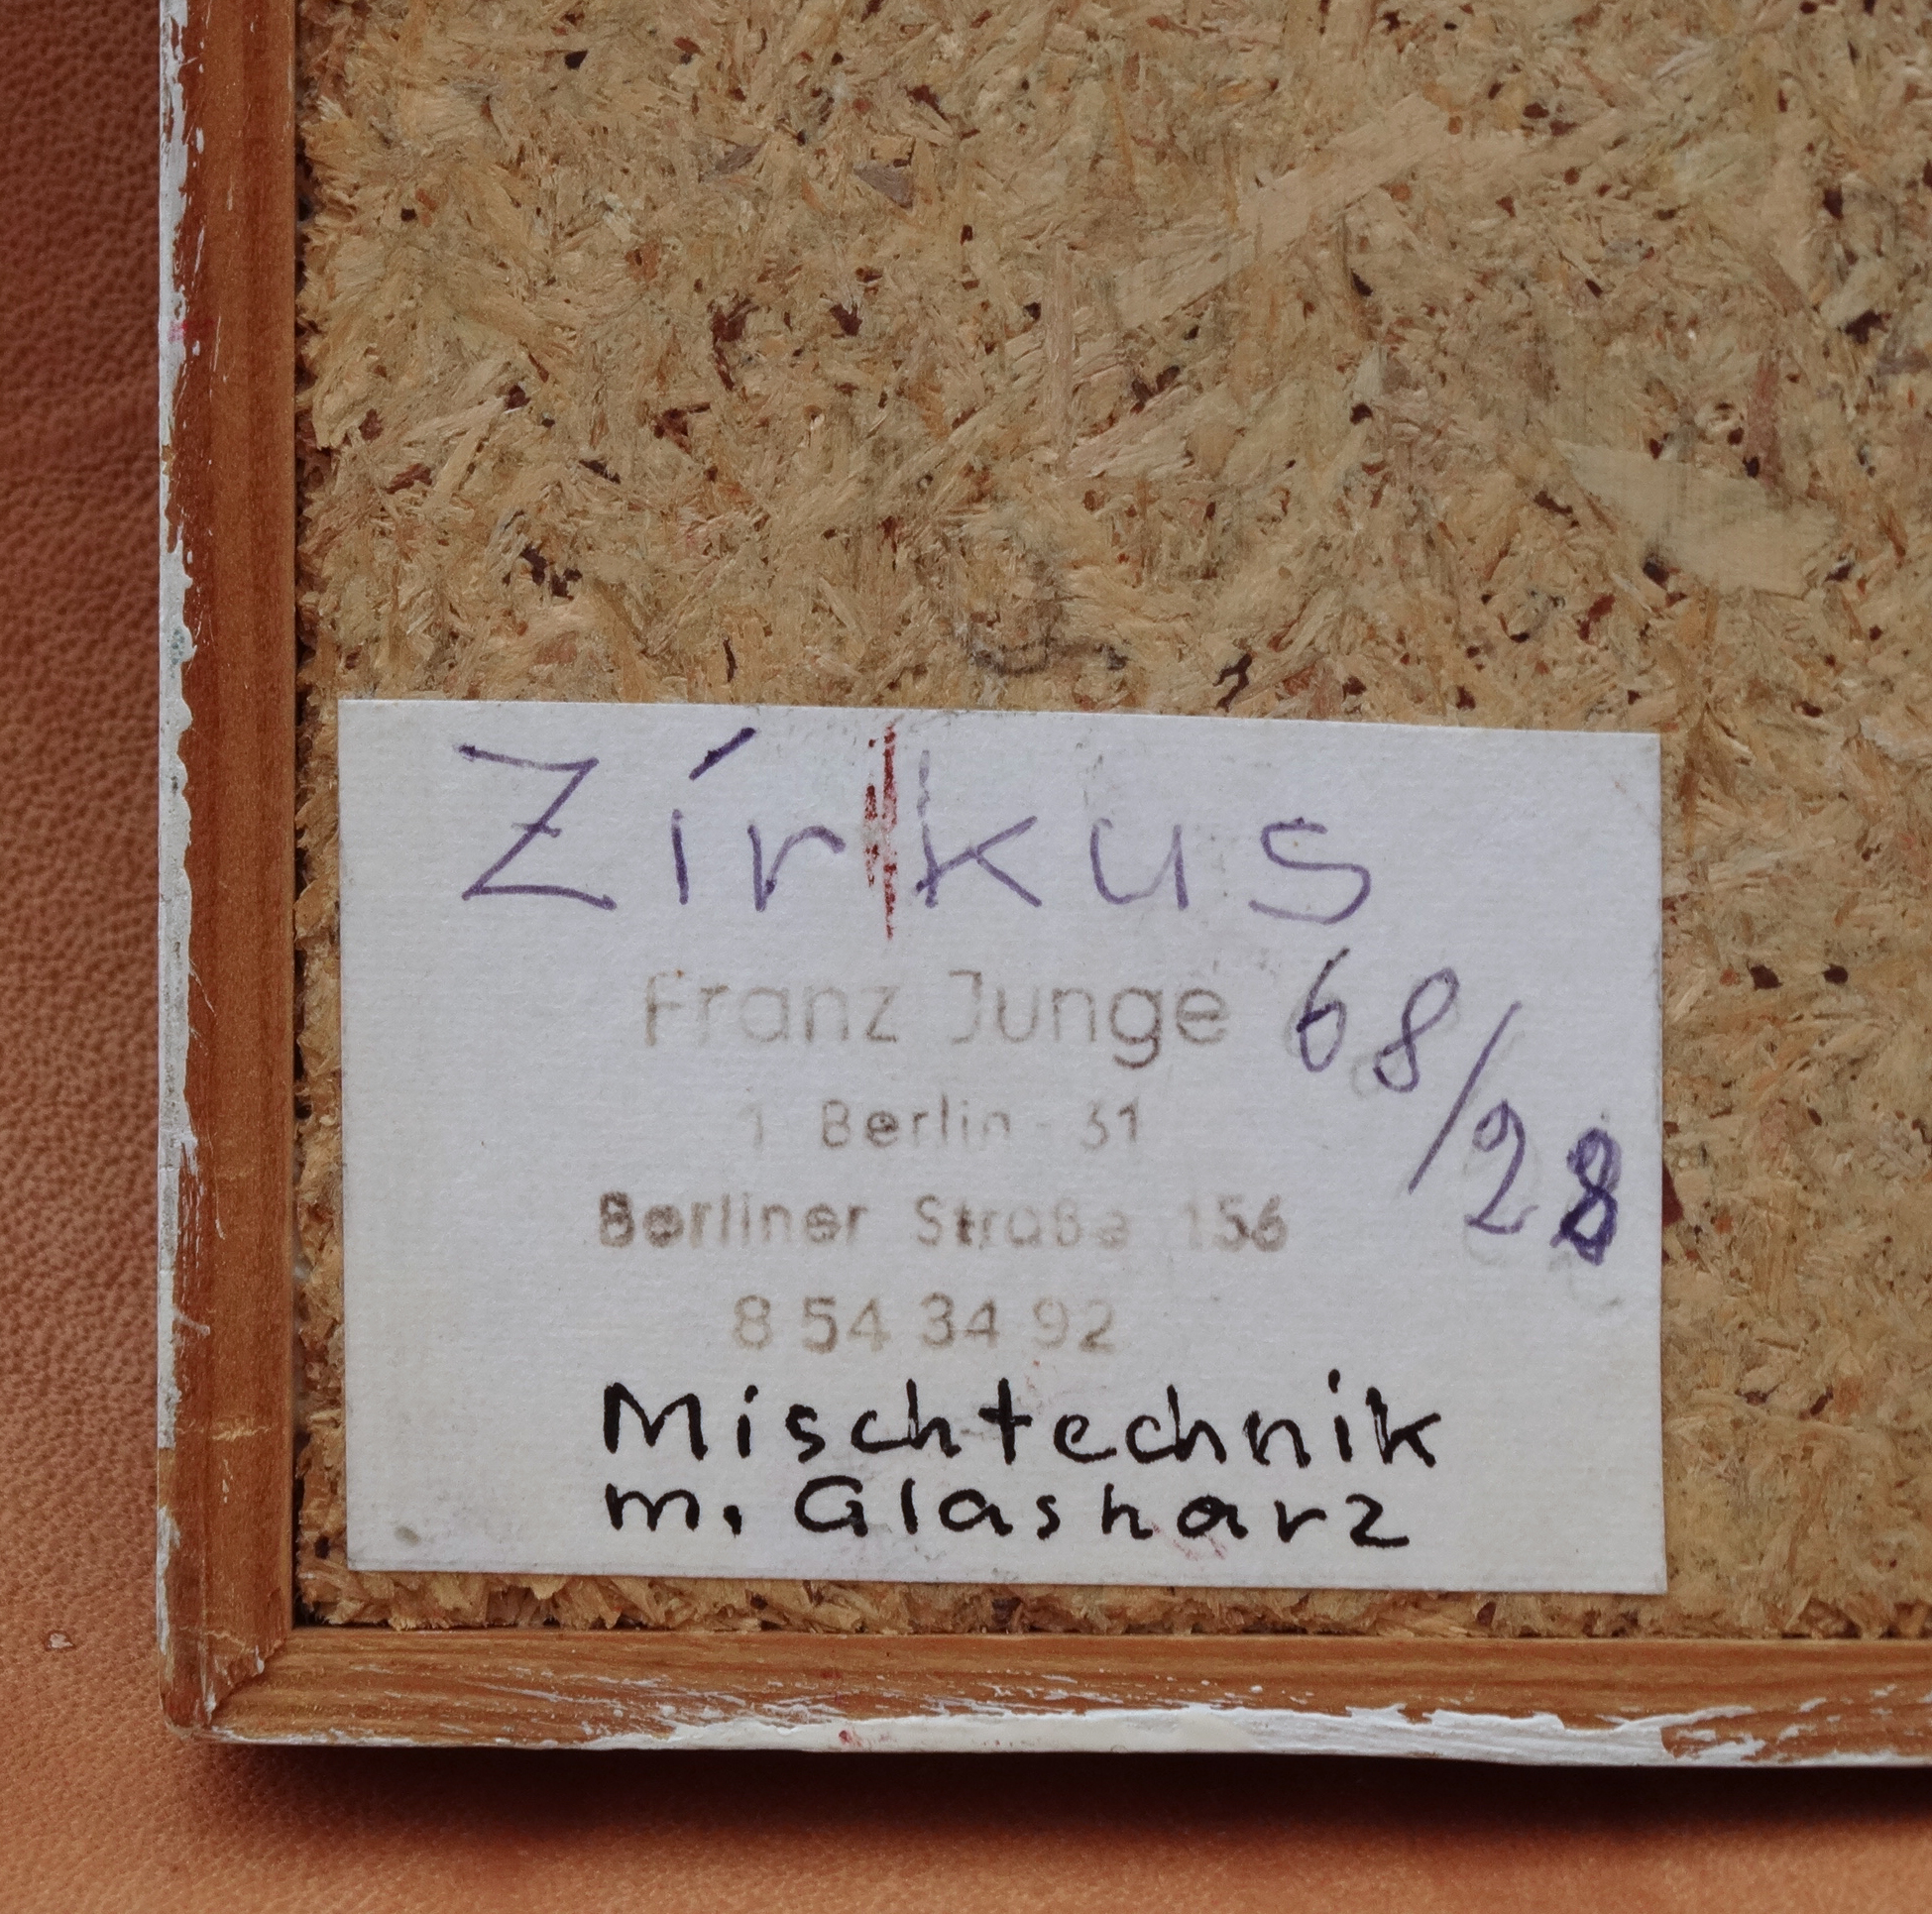 Zirkus
Franz Junge 68/28
1 Berlin 31
Berliner Straße 156
8 54 34 92
Mischtechnik
m. Glasharz